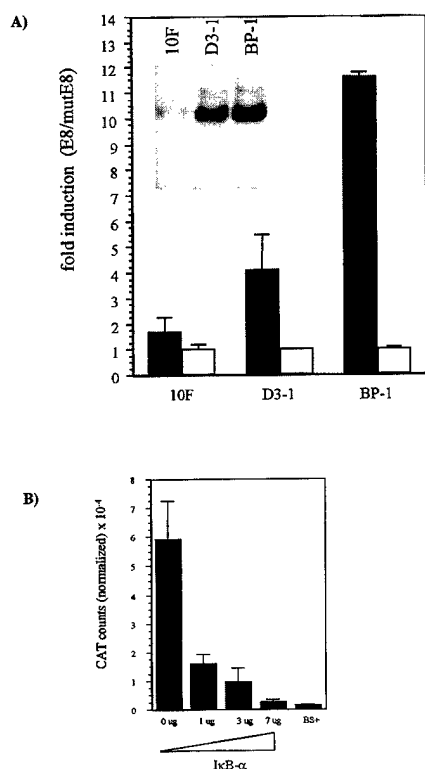 A)
10F
D3-1
BP-1
fold induction (E8/mutE8)
14
13
12
11
10
9
8
7
6
5
4
3
2
1
0
10F D3-1 BP-1
B)
CAT counts (normalized) x 10⁻⁴
8
7
6
5
4
3
2
1
0
0 ug 1 ug 3 ug 7 ug BS+
IκB-α